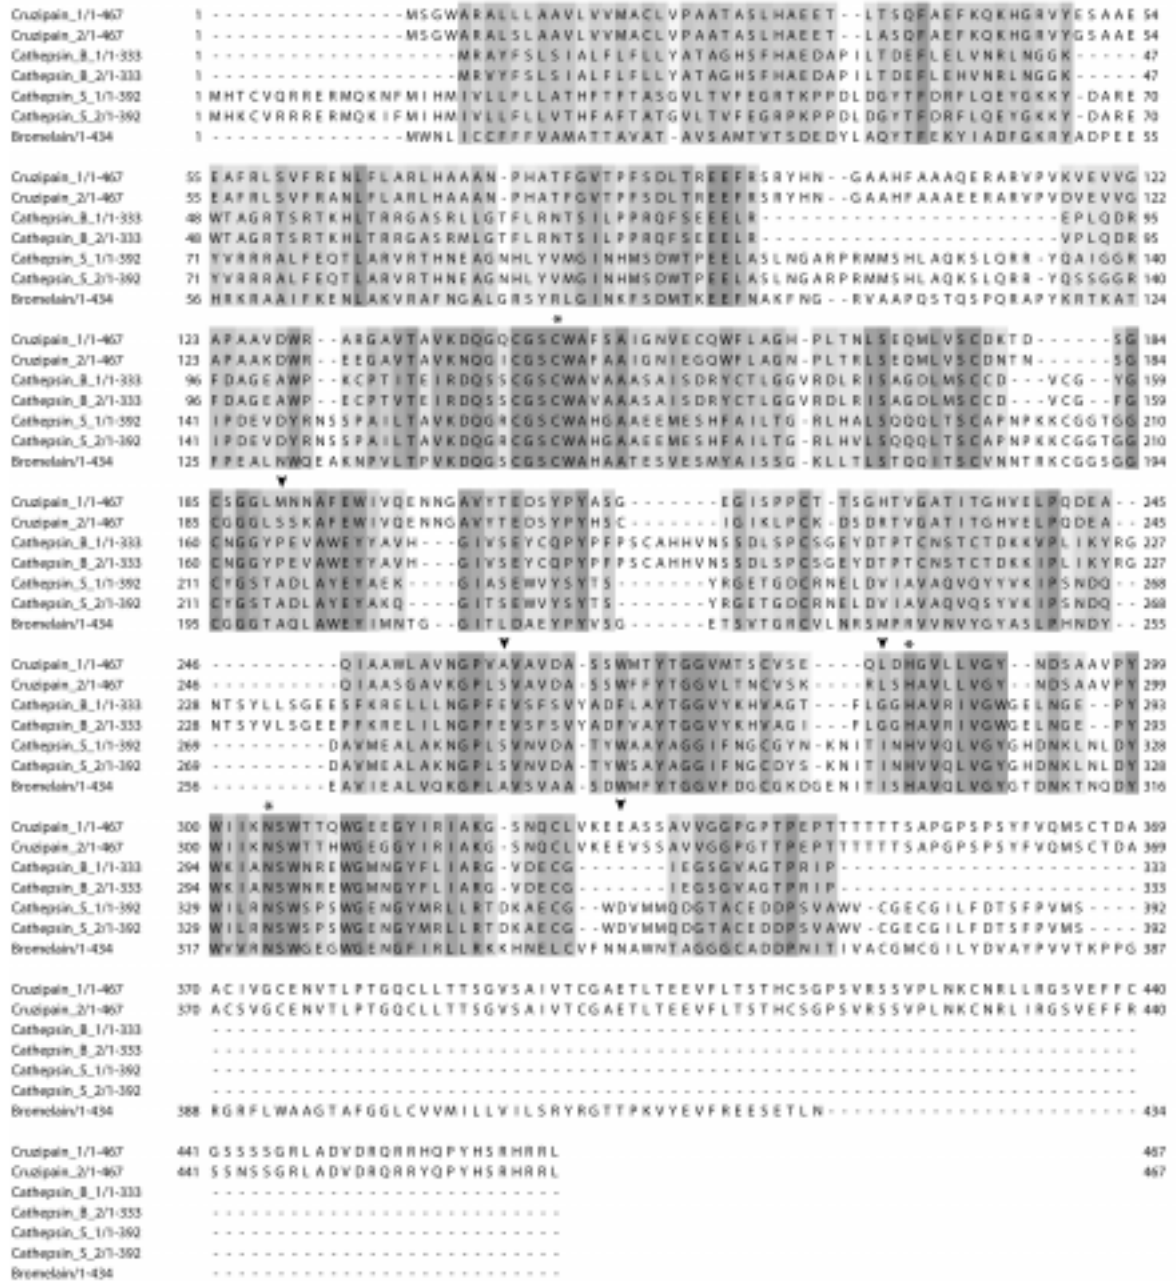 Cruzipain_1/1-467 1 - - - - - - - - - - - - - - - MSGWARALLLAAVLVVMACLVPAATASLHAEET--LTSQFAEFKQKHGRVYESAAE 54
Cruzipain_2/1-467 1 - - - - - - - - - - - - - - - MSGWARALSLAAVLVVMACLVPAATASLHAEET--LASQFAEFKQKHGRVYGSAAE 54
Cathepsin_B_1/1-333 1 - - - - - - - - - - - - - - - - - - - MRAYFSLSIALFLFLLYATAGHSFHAEDAPILTDEFLELVNRLNGGK----- 47
Cathepsin_B_2/1-333 1 - - - - - - - - - - - - - - - - - - - MRVYFSLSIALFLFLLYATAGHSFHAEDAPILTDEFLEHVNRLNGGK----- 47
Cathepsin_S_1/1-392 1 MHTCVQRRERMQKNFMIHMIVLLFLLATHFTFTASGVLTVFEGRTKPPDLDGYTFDRFLQEYGKKY-DARE 70
Cathepsin_S_2/1-392 1 MHKCVRRRERMQKIFMIHMIVLLFLLVTHFAFTATGVLTVFEGRPKPPDLDGYTFDRFLQEYGKKY-DARE 70
Bromelain/1-434 1 - - - - - - - - - - - - - - - MWNLICCFFFVAMATTAVAT-AVSAMTVTSDEDYLAQYTFEKYIADFGKRYADPEE 55
Cruzipain_1/1-467 55 EAFRLSVFRENLFLARLHAAAN-PHATFGVTPFSDLTREEFRSRYHN--GAAHFAAAQERARVPVKVEVVG 122
Cruzipain_2/1-467 55 EAFRLSVFRANLFLARLHAAAN-PHATFGVTPFSDLTREEFRSRYHN--GAAHFAAAEERARVPVDVEVVG 122
Cathepsin_B_1/1-333 48 WTAGRTSRTKHLTRRGASRLLGTFLRNTSILPPRQFSEEELR-----------------------EPLQDR 95
Cathepsin_B_2/1-333 48 WTAGRTSRTKHLTRRGASRMLGTFLRNTSILPPRQFSEEELR-----------------------VPLQDR 95
Cathepsin_S_1/1-392 71 YVRRRALFEQTLARVRTHNEAGNHLYVMGINHMSDWTPEELASLNGARPRMMSHLAQKSLQRR-YQAIGGR 140
Cathepsin_S_2/1-392 71 YVRRRALFEQTLQSVRVRTHNEAGNHLYVMGINHMSDWTPEELASLNGARPRMMSHLAQKSLQRR-YQSSGGR 140
Bromelain/1-434 56 HRKRAAIFKENLAKVRAFNGALGRSYRLGINKFSDMTKEEFNAKFNG--RVAAPQSTQSPQRAPYKRTKAT 124
*
Cruzipain_1/1-467 123 APAAVDWR--ARGAVTAVKDQGQCGSCWAFSAIGNVECQWFLAGH-PLTNLSEQMLVSCDKTD------SG 184
Cruzipain_2/1-467 123 APAAKDWR--EEGAVTAVKNQGICGSCWAFAAIGNIEGQWFLAGN-PLTRLSEQMLVSCDNTN------SG 184
Cathepsin_B_1/1-333 96 FDAGEAWP--KCPTITEIRDQSSCGSCWAVAAASAISDRYCTLGGVRDLRISAGDLMSCCD---VCG--YG 159
Cathepsin_B_2/1-333 96 FDAGEAWP--ECPTVTEIRDQSSCGSCWAVAAASAISDRYCTLGGVRDLRISAGDLMSCCD---VCG--FG 159
Cathepsin_S_1/1-392 141 IPDEVDYRNSSPAILTAVKDQGRCGSCWAHGAAEEMESHFAILTG-RLHALSQQQLTSCAPNPKKCGGTGG 210
Cathepsin_S_2/1-392 141 IPDEVDYRNSSPAILTAVKDQGRCGSCWAHGAAEEMESHFAILTG-RLHVLSQQQLTSCAPNPKKCGGTGG 210
Bromelain/1-434 125 FPEALNWQEAKNPVLTPVKDQGSCGSCWAHAATESVESMYAISSG-KLLTLSTQQITSCVNNTRKCGGSGG 194
Cruzipain_1/1-467 185 CSGGLMNNAFEWIVQENNGAVYTEDSYPYASG--------EGISPPCT-TSGHTVGATITGHVELPQDEA- 245
Cruzipain_2/1-467 185 CGGGLSSKAFEWIVQENNGAVYTEDSYPYHSC--------IGIKLPCK-DSDRTVGATITGHVELPQDEA- 245
Cathepsin_B_1/1-333 160 CNGGYPEVAWEYYAVH---GIVSEYCQPYPFPSCAHHVNSSDLSPCSGEYDTPTCNSTCTDKKVPLIKYRG 227
Cathepsin_B_2/1-333 160 CNGGYPEVAWEYYAVH---GIVSEYCQPYPFPSCAHHVNSSDLSPCSGEYDTPTCNSTCTDKKIPLIKYRG 227
Cathepsin_S_1/1-392 211 CYGSTADLAYEYAEK----GIASEWVYSYTS-------YRGETGDCRNELDVIAVAQVQYYVKIPSNDQ-- 268
Cathepsin_S_2/1-392 211 CYGSTADLAYEYAKQ----GITSEWVYSYTS-------YRGETGRCRNELDMIAVAQVQSYVKIPSNDQ-- 268
Bromelain/1-434 195 CGGGTAQLAWEYIMNTG--GITLDAEYPYVSG------ETSVTGRCVLNRSMPRVNVYGYASLPHNDY-- 255
*
Cruzipain_1/1-467 246 ----------QIAAWLAVNGPVAVAVDA-SSWMTYTGGVMTSCVSE----QLDHGVLLVGY--NDSAAVPY 299
Cruzipain_2/1-467 246 ----------QIAASGAVKGPLSVAVDA-SSWFFYTGGVLTNCVSK----RLSHAVLLVGY--NDSAAVPY 299
Cathepsin_B_1/1-333 228 NTSYLLSGEESFKRELLLNGPFEVSFSVYADFLAYTGGVYKHVAGT----FLGGHAVRIVGWGELNGE--PY 293
Cathepsin_B_2/1-333 228 NTSYVLSGEEPFKRELILNGPFEVSFSVYADFVAYTGGVYKHVAGI----FLGGHAVRIVGWGELNGE--PY 293
Cathepsin_S_1/1-392 269 ---------DAVMEALAKNGPLSVNVDA-TYWAAYAGGIFNGCGYN-KNITINHVVQLVGYGHDNKLNLDY 328
Cathepsin_S_2/1-392 269 ---------DAVMEALAKNGPLSVNVDA-TYWSAYAGGIFNGCDYS-KNITINHVVQLVGYGHDNKLNLDY 328
Bromelain/1-434 256 ---------EAVIEALVQKGPLAVSVAA-SDWMFYTGGVFDGCGKDGENITISHAVQLVGYGTDNKTNQDY 316
*
Cruzipain_1/1-467 300 WIIKNSWTTQWGEEGYIRIAKG-SNQCLVKEEASSAVVGGPGPTPEPTTTTTTTSAPGPSPSYFVQMSCTDA 369
Cruzipain_2/1-467 300 WIIKNSWTTHWGEGGYIRIAKG-SNQCLVKEEVSSAVVGGPGTTPEPTTTTTTTSAPGPSPSYFVQMSCTDA 369
Cathepsin_B_1/1-333 294 WKIANSWNREWGMNGYFLIARG-VDECG-------IEGSGVAGTPRIP----------------------- 333
Cathepsin_B_2/1-333 294 WKIANSWNREWGMNGYFLIARG-VDECG-------IEGSGVAGTPRIP----------------------- 333
Cathepsin_S_1/1-392 329 WILRNSWSPSWGENGYMRLLRTDKAECG--WDVMMQDGTACEDDPSVAWV-CGECGILFDTSFPVMS---- 392
Cathepsin_S_2/1-392 329 WILRNSWSPSWGENGYMRLLRTDKAECG--WDVMMQDGTACEDDPSVAWV-CGECGILFDTSFPVMS---- 392
Bromelain/1-434 317 WVVRNSWGEGWGENGFIRLLRKKHNELCVFNNAWNTAGGGCADDPNITIVACGMCGILYDVAYPVVTKPPG 387
Cruzipain_1/1-467 370 ACIVGCENVTLPTGQCLLTTSGVSAIVTCGAETLTEEVFLTSTHCSGPSVRSSVPLNKCNRLLRGSVEFFC 440
Cruzipain_2/1-467 370 ACSVGCENVTLPTGQCLLTTSGVSAIVTCGAETLTEEVFLTSTHCSGPSVRSSVPLNKCNRLIRGSVEFFR 440
Cathepsin_B_1/1-333
Cathepsin_B_2/1-333
Cathepsin_S_1/1-392
Cathepsin_S_2/1-392
Bromelain/1-434 388 RGRFLWAAGTAFGGLCVVMILLVILSRYRGTTPKVYEVFREESETLN------------------------ 434
Cruzipain_1/1-467 441 GSSSSGRLADVDRQRRHQPYHSRHRRL 467
Cruzipain_2/1-467 441 SSNSSGRLADVDRQRRYQPYHSRHRRL 467
Cathepsin_B_1/1-333
Cathepsin_B_2/1-333
Cathepsin_S_1/1-392
Cathepsin_S_2/1-392
Bromelain/1-434